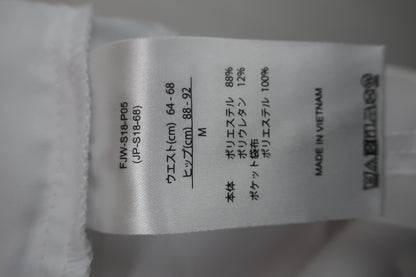 FJW-S18-P05
(JP-S18-68)
ウエスト(cm) 64 - 68
ヒップ(cm) 88 - 92
M
本体 ポリエステル 88%
ポリウレタン 12%
ポケット袋布
ポリエステル 100%
MADE IN VIETNAM